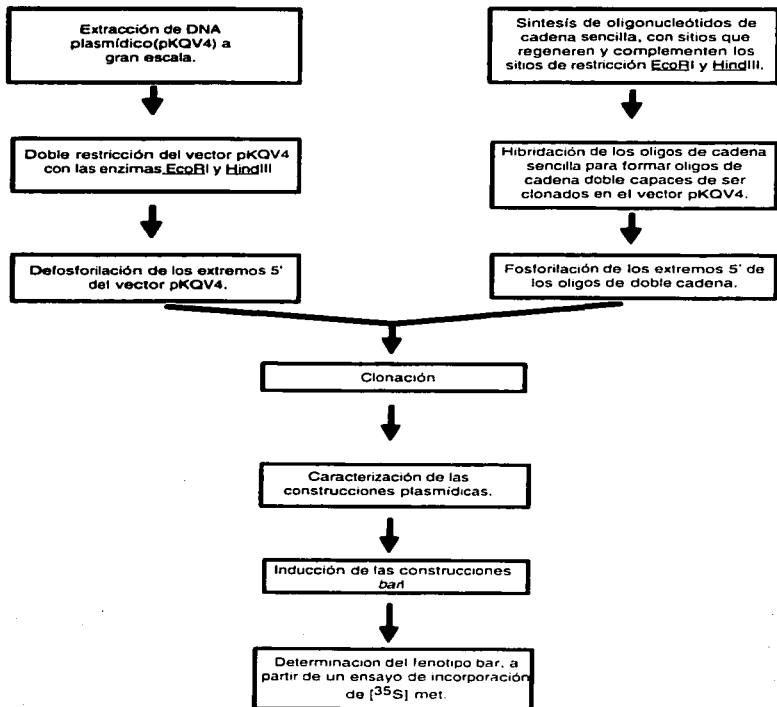 Extracción de DNA
plasmídico(pKQV4) a
gran escala.
Doble restricción del vector pKQV4
con las enzimas EcoRI y HindIII
Defosforilación de los extremos 5'
del vector pKQV4.
Sintesís de oligonucleótidos de
cadena sencilla, con sitios que
regeneren y complementen los
sitios de restricción EcoRI y HindIII.
Hibridación de los oligos de cadena
sencilla para formar oligos de
cadena doble capaces de ser
clonados en el vector pKQV4.
Fosforilación de los extremos 5' de
los oligos de doble cadena.
Clonación
Caracterización de las
construcciones plasmídicas.
Inducción de las construcciones
barI
Determinacion del fenotipo bar, a
partir de un ensayo de incorporación
de [35S] met.